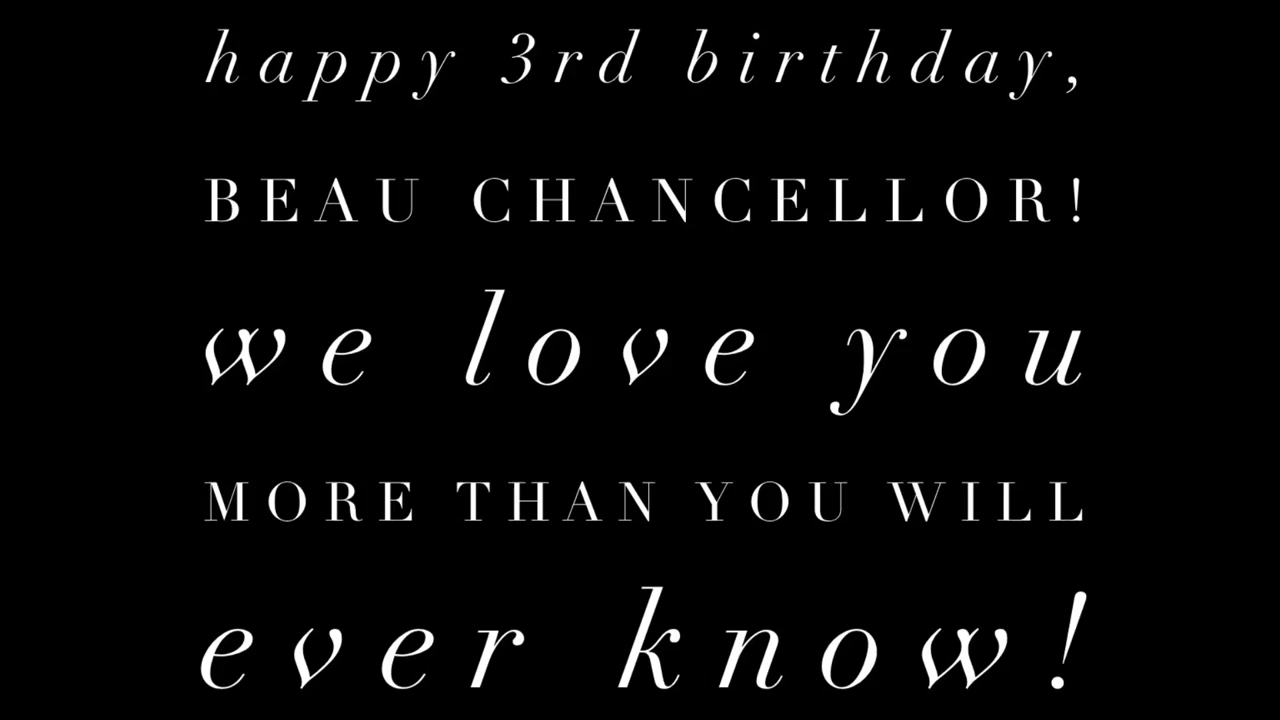 happy 3rd birthday,
BEAU CHANCELLOR!
we love you
MORE THAN YOU WILL
ever know!